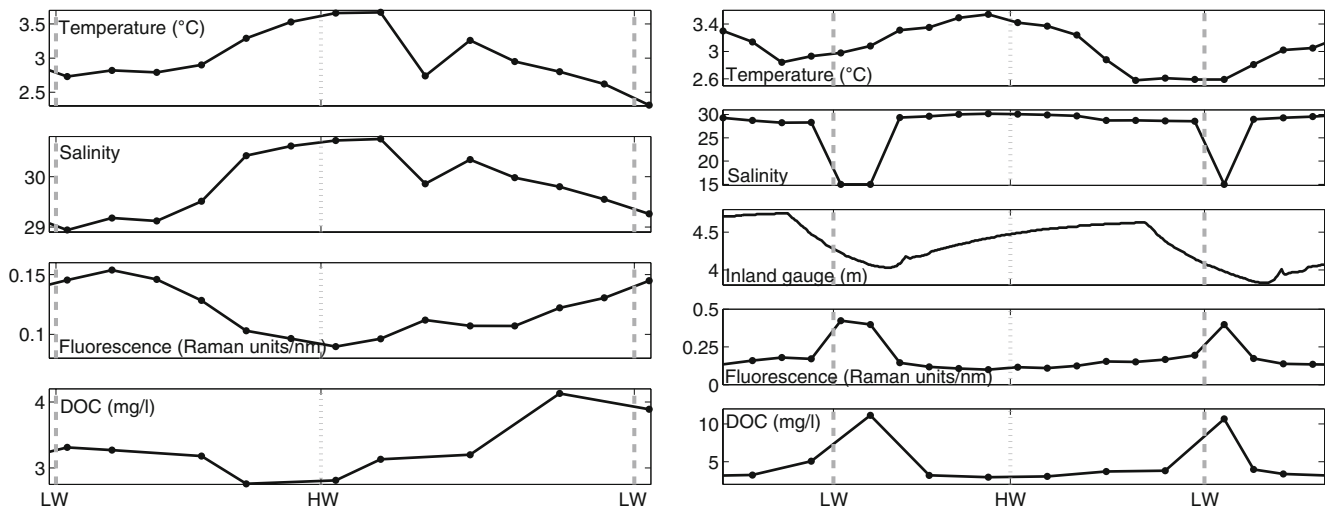 3.5
3
2.5
Temperature (°C)
30
29
Salinity
0.15
0.1
Fluorescence (Raman units/nm)
4
3
DOC (mg/l)
LW
HW
LW
3.4
3
2.6
Temperature (°C)
30
25
20
15
Salinity
4.5
4
Inland gauge (m)
0.5
0.25
0
Fluorescence (Raman units/nm)
10
5
DOC (mg/l)
LW
HW
LW